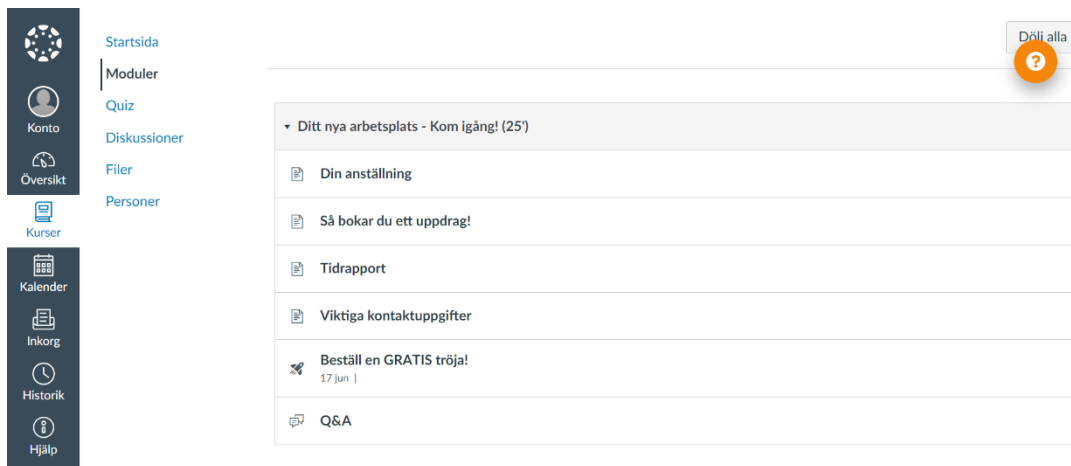 Konto
Översikt
Kurser
Kalender
Inkorg
Historik
Hjälp
Startsida
Moduler
Quiz
Diskussioner
Filer
Personer
Dölj alla
?
Ditt nya arbetsplats - Kom igång! (25')
Din anställning
Så bokar du ett uppdrag!
Tidrapport
Viktiga kontaktuppgifter
Beställ en GRATIS tröja!
17 jun |
Q&A